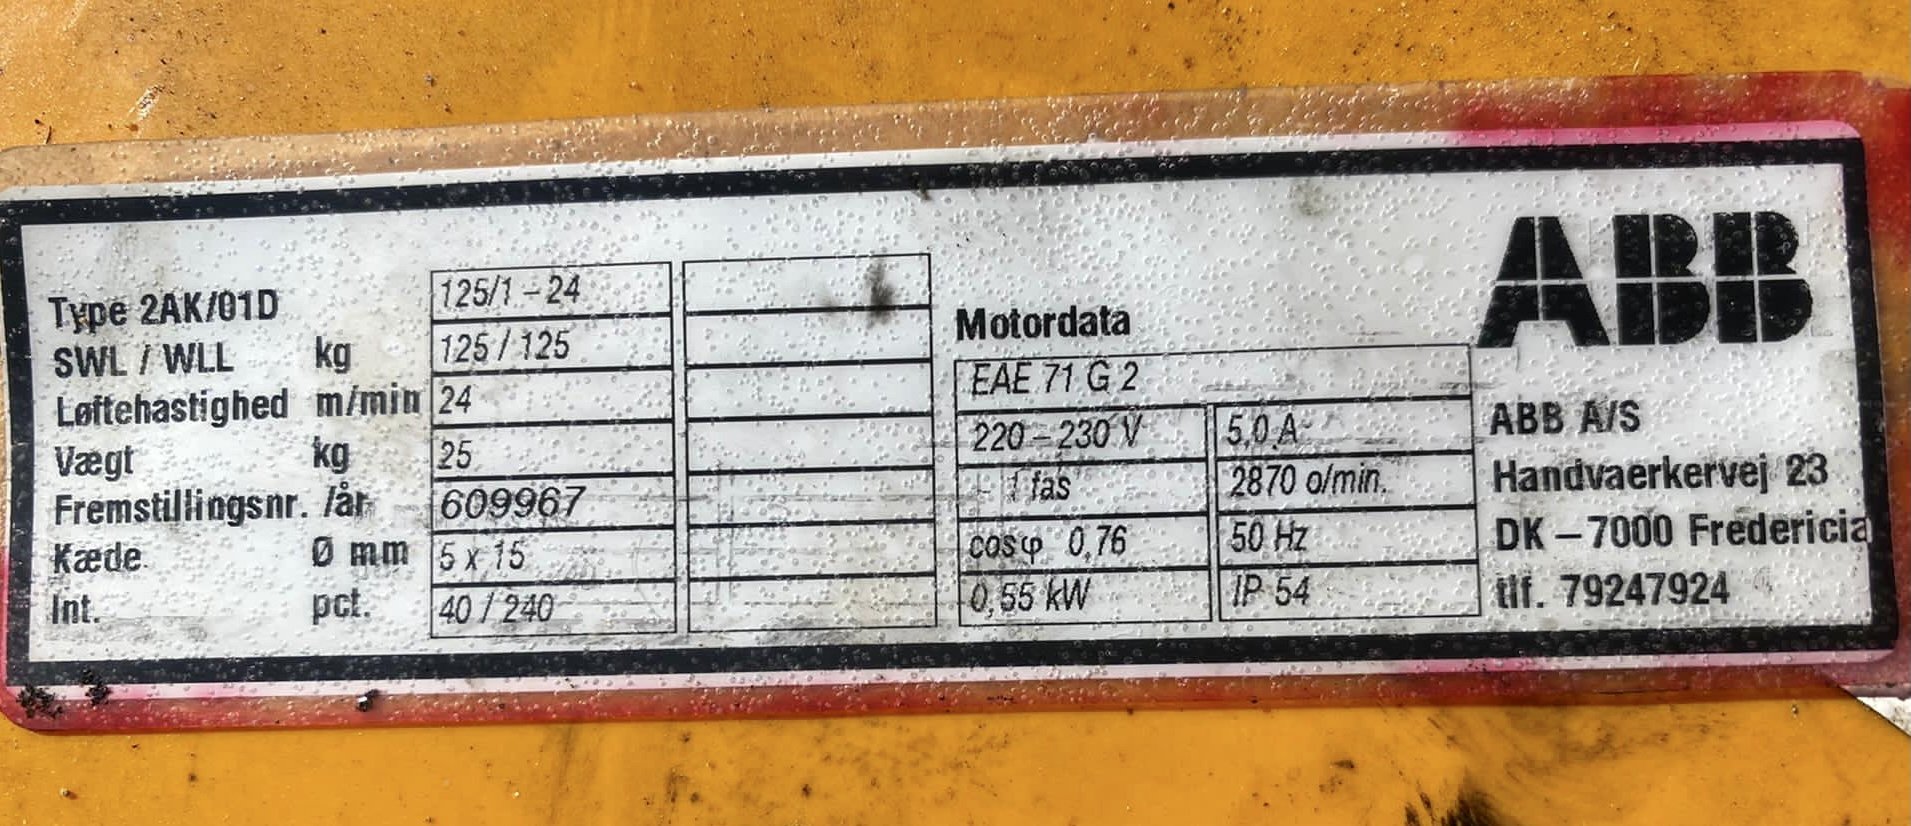 Type 2AK/01D 125/1-24
SWL / WLL kg 125 / 125
Løftehastighed m/min 24
Vægt kg 25
Fremstillingsnr. /år 609967
Kæde Ø mm 5 x 15
Int. pct. 40 / 240
Motordata
EAE 71 G 2
220-230 V 5,0 A
1 fas 2870 o/min.
cosφ 0,76 50 Hz
0,55 kW IP 54
ABB
ABB A/S
Handvaerkervej 23
DK-7000 Fredericia
tlf. 79247924